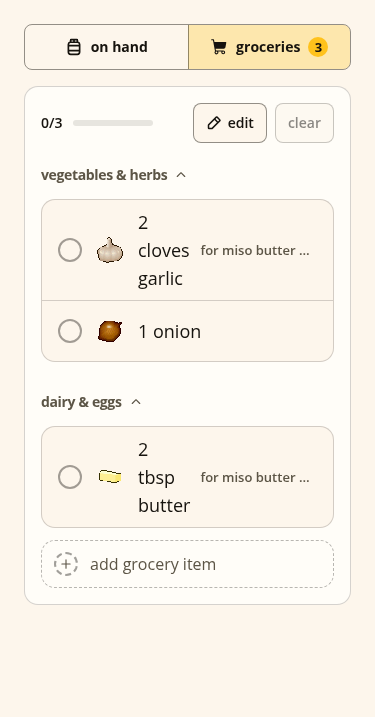 on hand
groceries 3
0/3
edit
clear
vegetables & herbs
2
cloves
garlic
for miso butter ...
1 onion
dairy & eggs
2
tbsp
butter
for miso butter ...
add grocery item